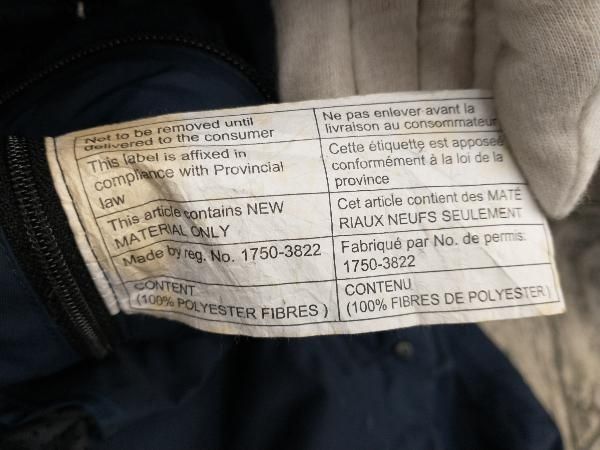 Not to be removed until
delivered to the consumer
This label is affixed in
compliance with Provincial
law
This article contains NEW
MATERIAL ONLY
Made by reg. No. 1750-3822
CONTENT
(100% POLYESTER FIBRES )
Ne pas enlever avant la
livraison au consommateur
Cette étiquette est apposée
conformément à la loi de la
province
Cet article contient des MATÉ
RIAUX NEUFS SEULEMENT
Fabriqué par No. de permis:
1750-3822
CONTENU
(100% FIBRES DE POLYESTER )